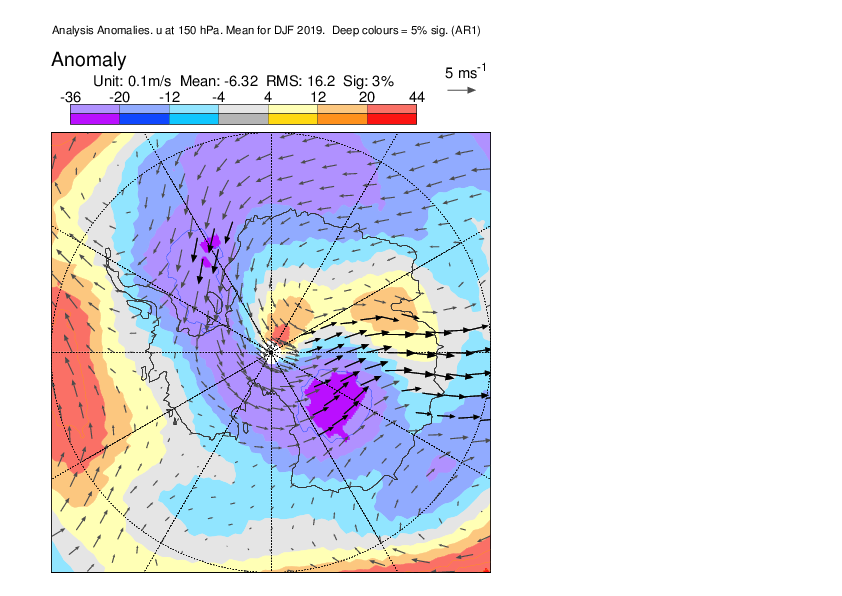 Analysis Anomalies. u at 150 hPa. Mean for DJF 2019. Deep colours = 5% sig. (AR1)
Anomaly
Unit: 0.1m/s Mean: -6.32 RMS: 16.2 Sig: 3%
5 ms-1
-36 -20 -12 -4 4 12 20 44